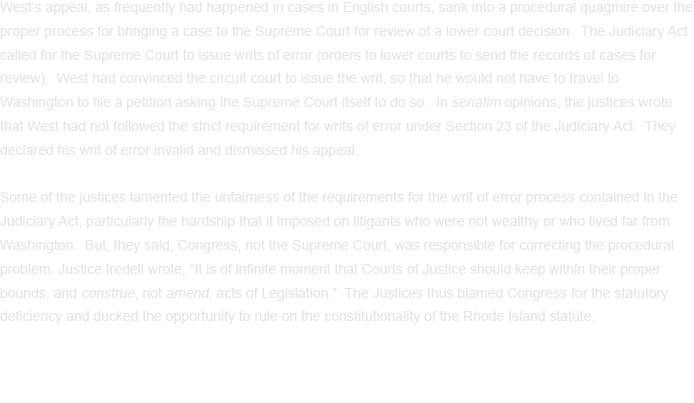 West's appeal, as frequently had happened in cases in English courts, sank into a procedural quagmire over the
proper process for bringing a case to the Supreme Court for review of a lower court decision.  The Judiciary Act
called for the Supreme Court to issue writs of error (orders to lower courts to send the records of cases for
review).  West had convinced the circuit court to issue the writ, so that he would not have to travel to
Washington to file a petition asking the Supreme Court itself to do so.  In seriatim opinions, the justices wrote
that West had not followed the strict requirement for writs of error under Section 23 of the Judiciary Act.  They
declared his writ of error invalid and dismissed his appeal.
Some of the justices lamented the unfairness of the requirements for the writ of error process contained in the
Judiciary Act, particularly the hardship that it imposed on litigants who were not wealthy or who lived far from
Washington.  But, they said, Congress, not the Supreme Court, was responsible for correcting the procedural
problem. Justice Iredell wrote, "It is of infinite moment that Courts of Justice should keep within their proper
bounds, and construe, not amend, acts of Legislation."  The Justices thus blamed Congress for the statutory
deficiency and ducked the opportunity to rule on the constitutionality of the Rhode Island statute.